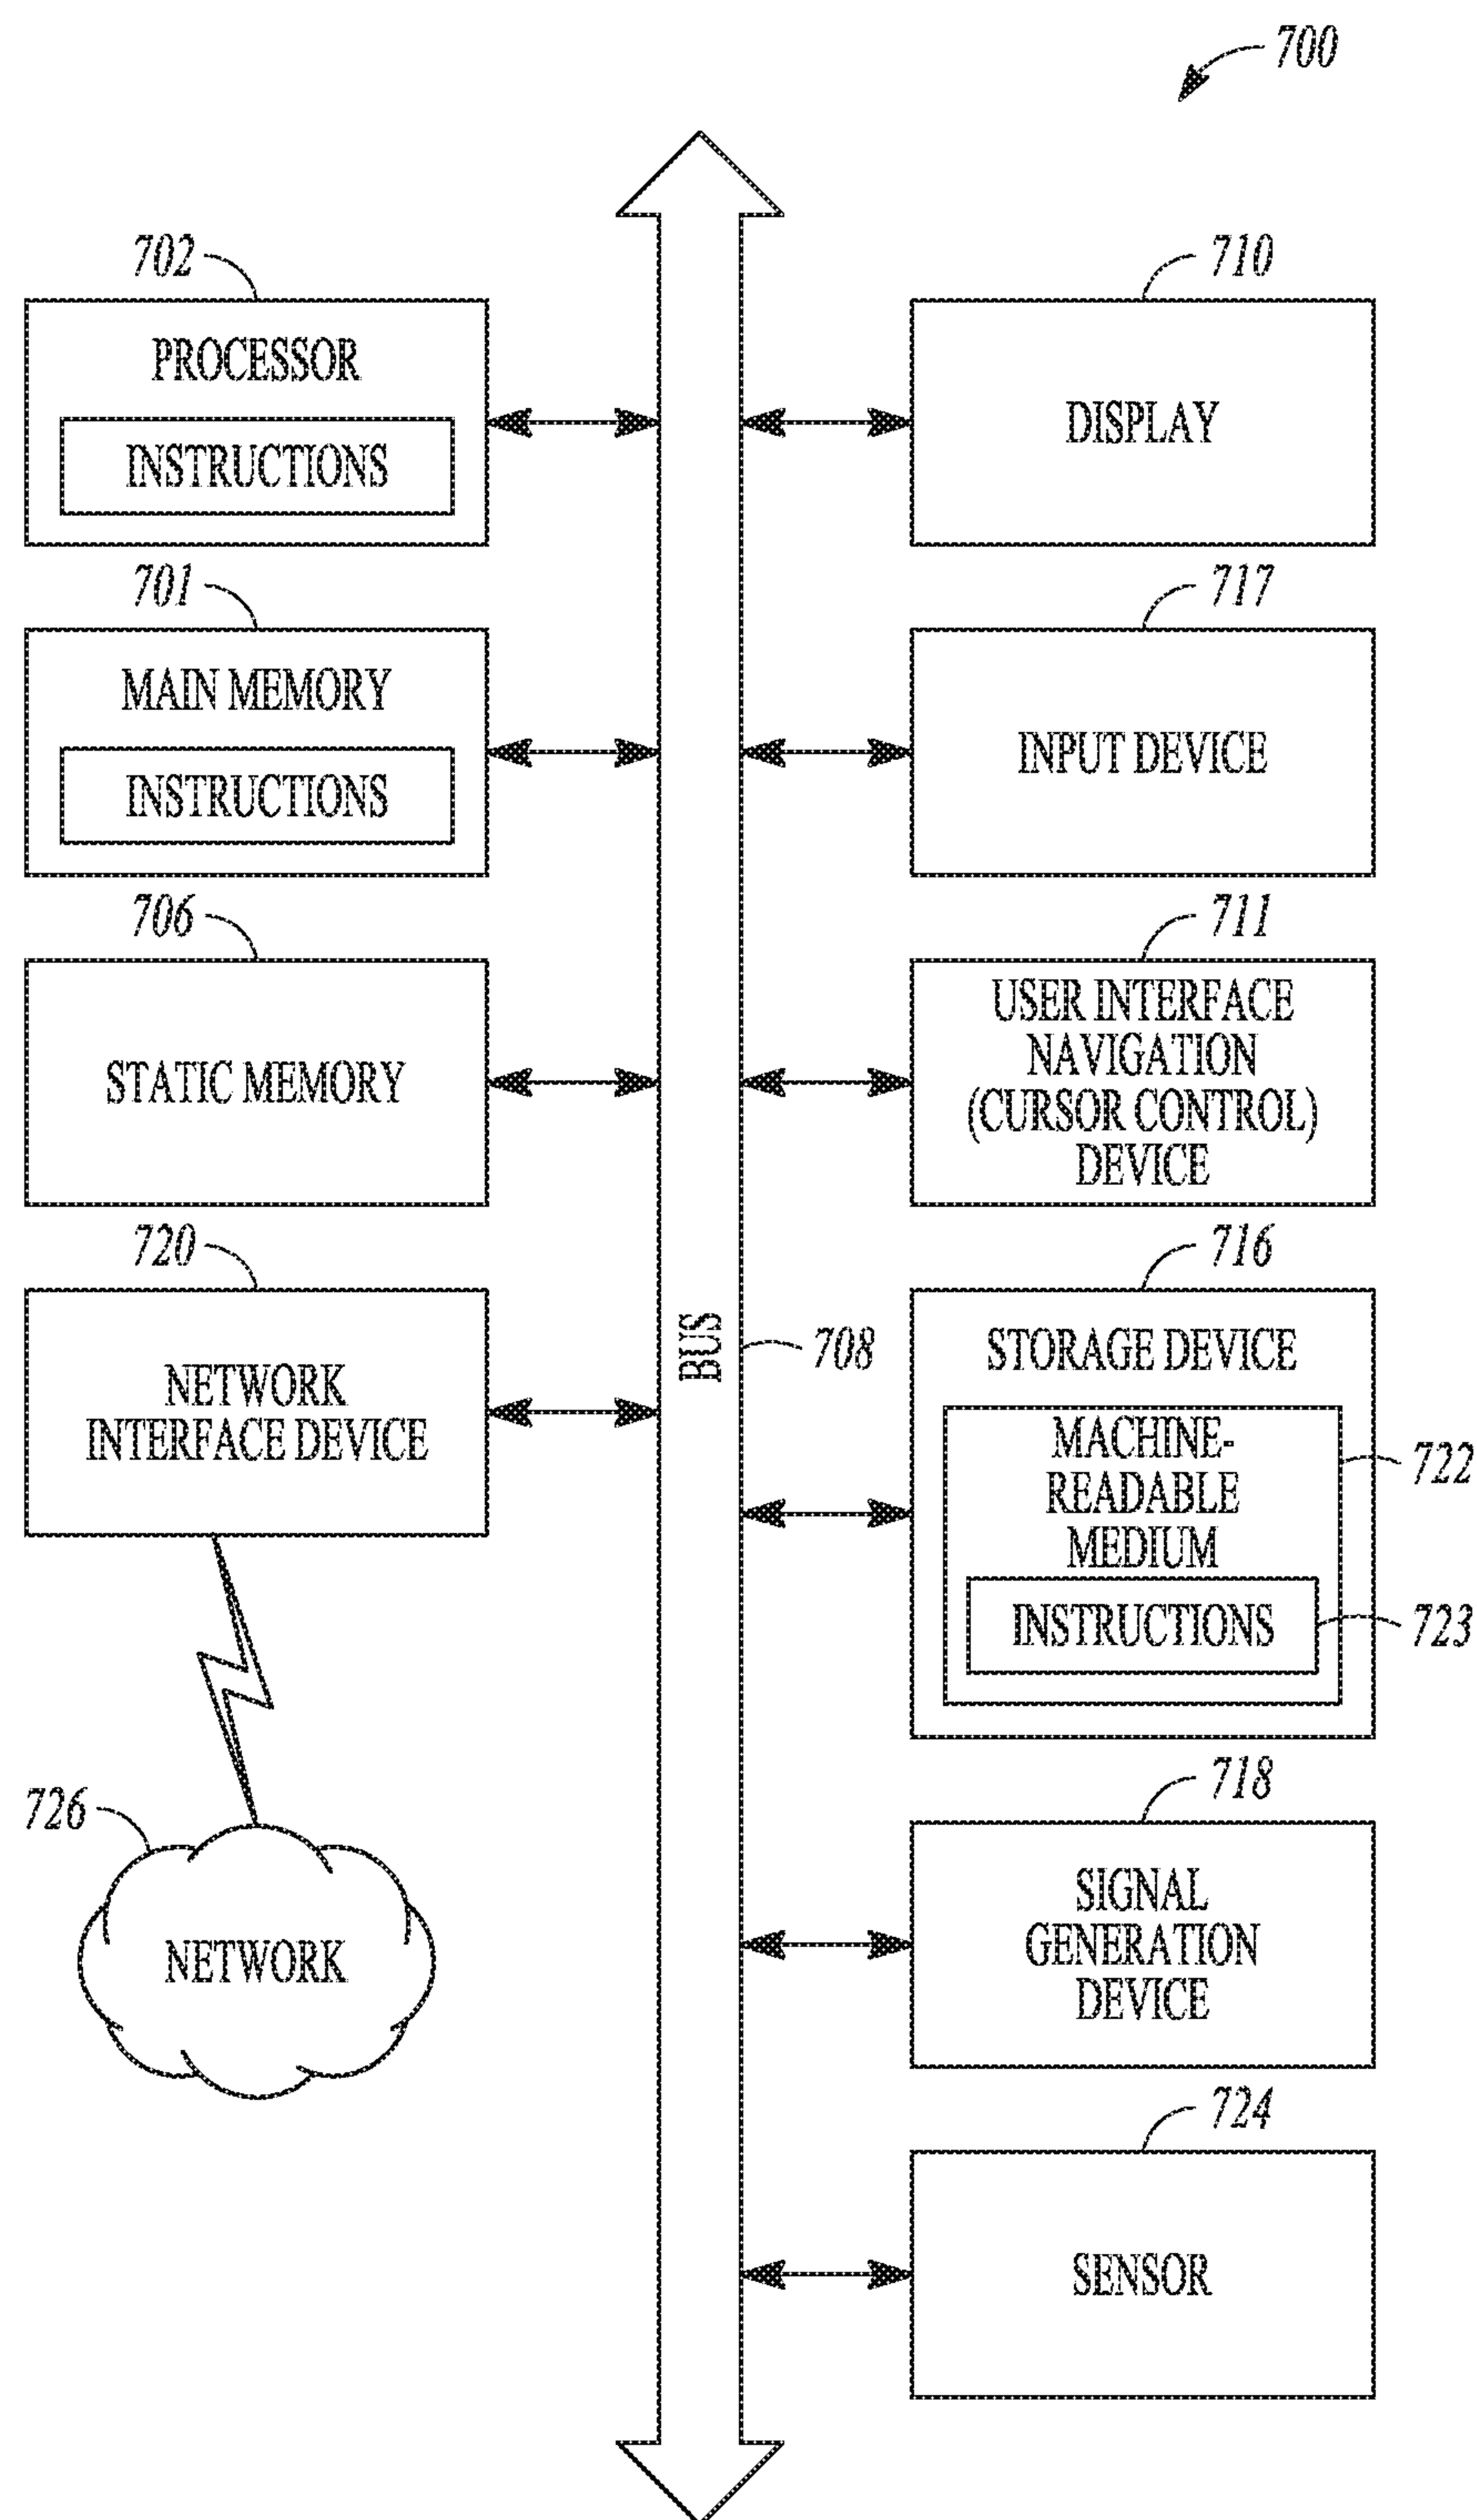 700
702
PROCESSOR
INSTRUCTIONS
701
MAIN MEMORY
INSTRUCTIONS
706
STATIC MEMORY
720
NETWORK
INTERFACE DEVICE
726
NETWORK
BUS
708
710
DISPLAY
717
INPUT DEVICE
711
USER INTERFACE
NAVIGATION
(CURSOR CONTROL)
DEVICE
716
STORAGE DEVICE
MACHINE-
READABLE
MEDIUM
722
INSTRUCTIONS
723
718
SIGNAL
GENERATION
DEVICE
724
SENSOR